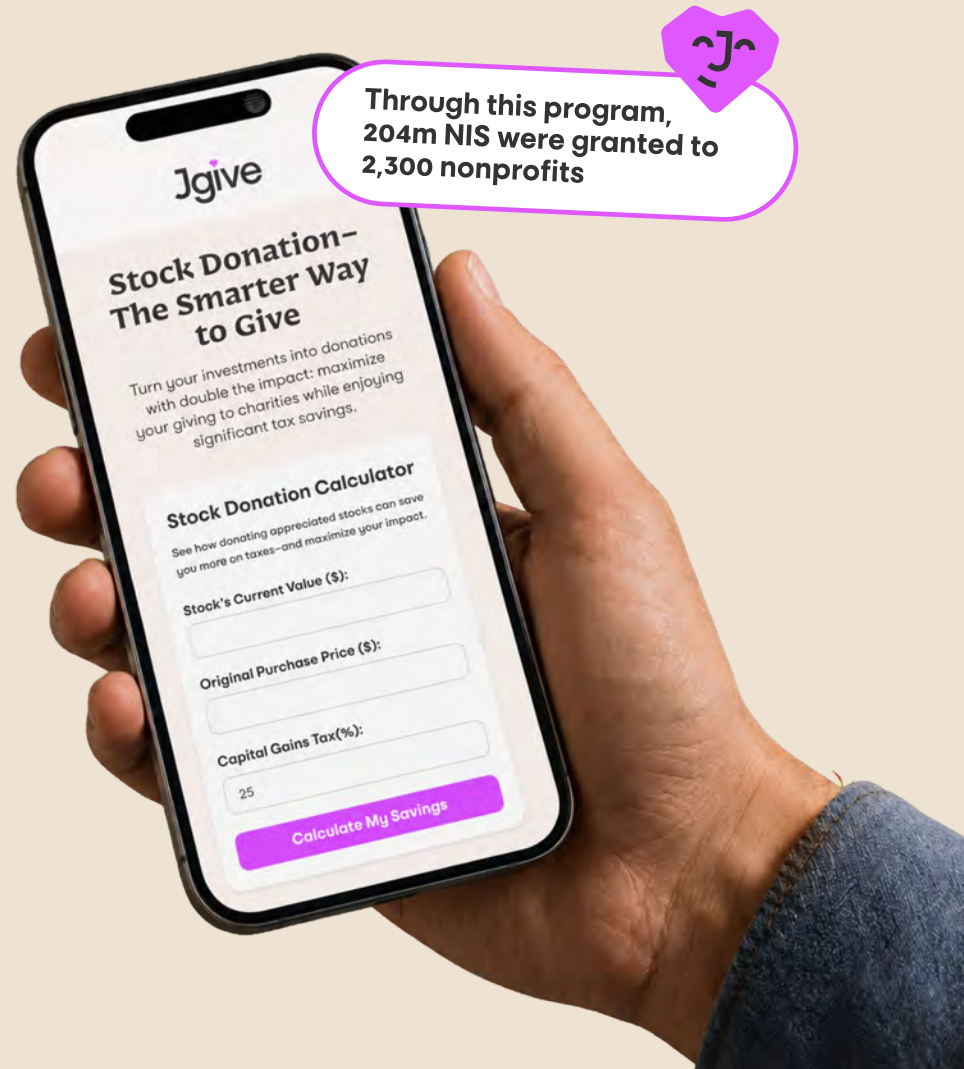 Through this program,
204m NIS were granted to
2,300 nonprofits
Jgive
Stock Donation–
The Smarter Way
to Give
Turn your investments into donations
with double the impact: maximize
your giving to charities while enjoying
significant tax savings.
Stock Donation Calculator
See how donating appreciated stocks can save
you more on taxes–and maximize your impact.
Stock's Current Value ($):
Original Purchase Price ($):
Capital Gains Tax(%):
25
Calculate My Savings